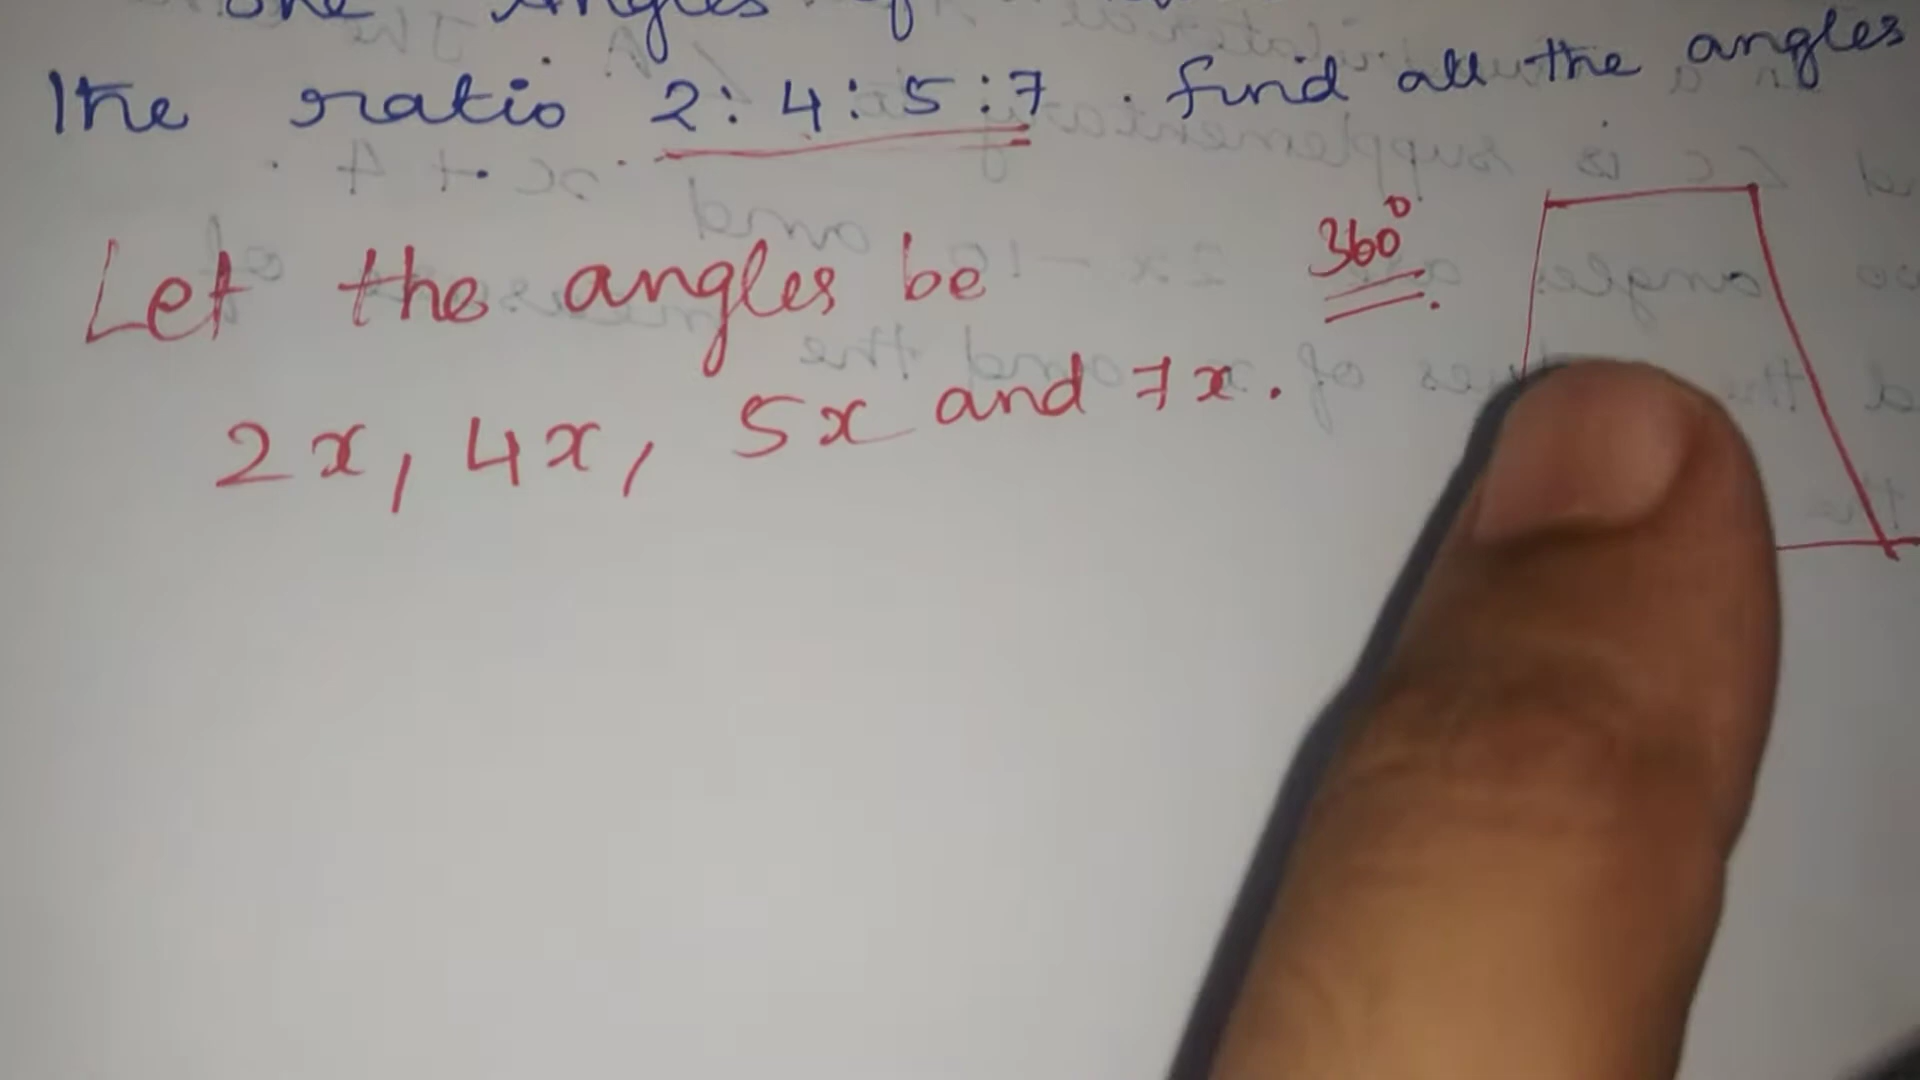 the ratio 2 : 4 : 5 : 7 . find all the angles
Let the angles be
360°
2x, 4x, 5x and 7x.